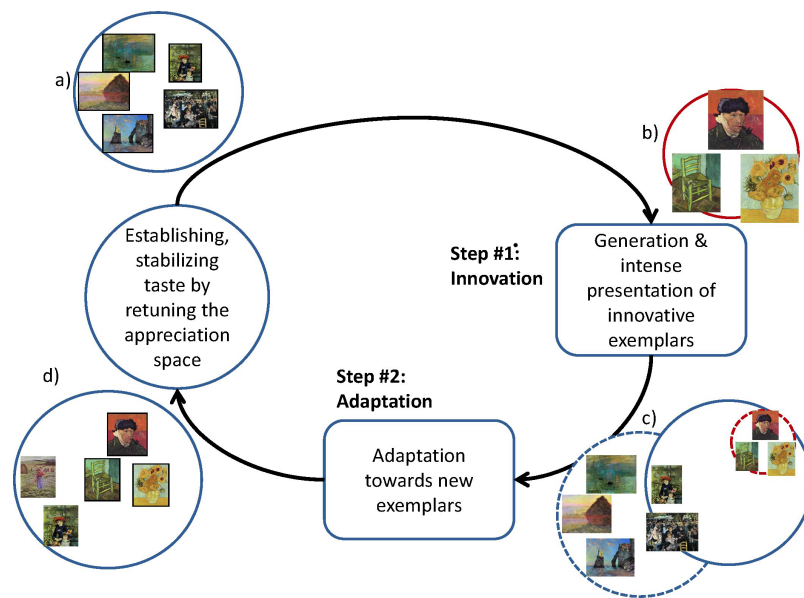 a)
b)
Establishing,
stabilizing
taste by
retuning the
appreciation
space
Step #1:
Innovation
Generation &
intense
presentation of
innovative
exemplars
d)
Step #2:
Adaptation
c)
Adaptation
towards new
exemplars